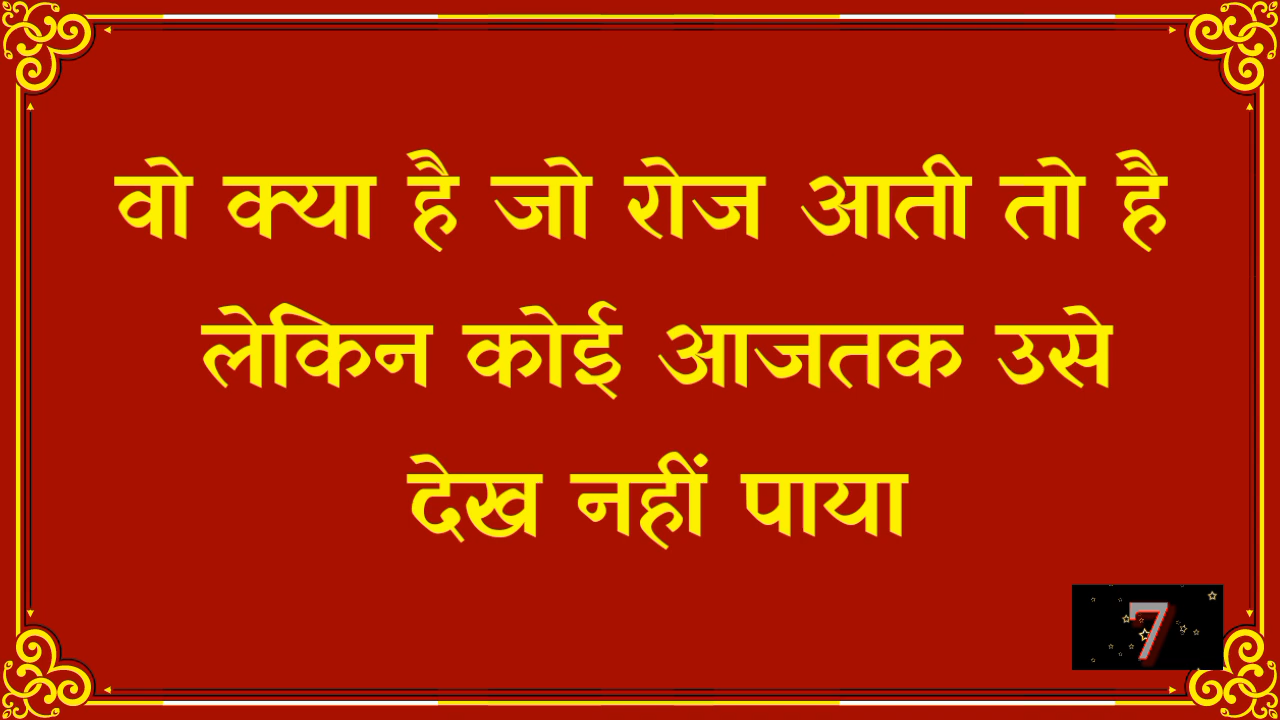 वो क्या है जो रोज आती तो है
लेकिन कोई आजतक उसे
देख नहीं पाया
7